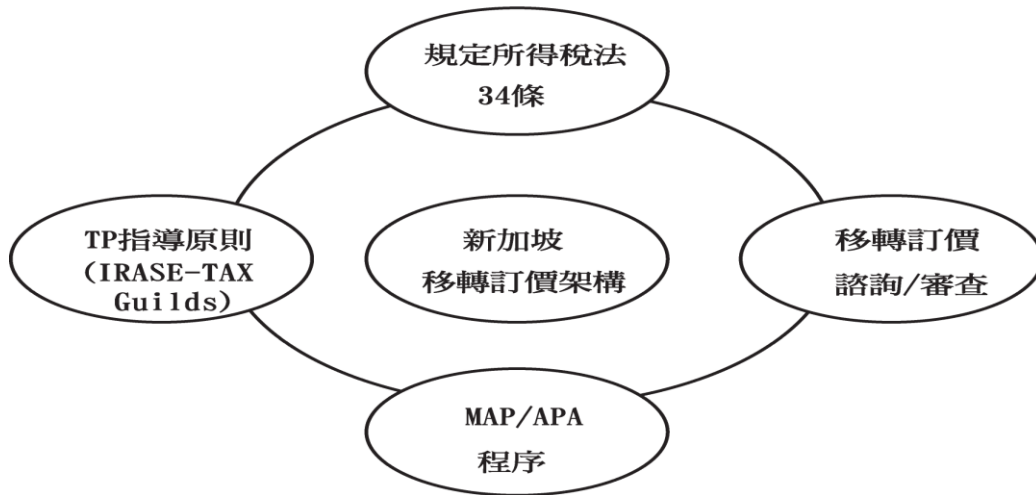 規定所得稅法
34條
TP指導原則
(IRASE-TAX
Guilds)
新加坡
移轉訂價架構
移轉訂價
諮詢/審查
MAP/APA
程序